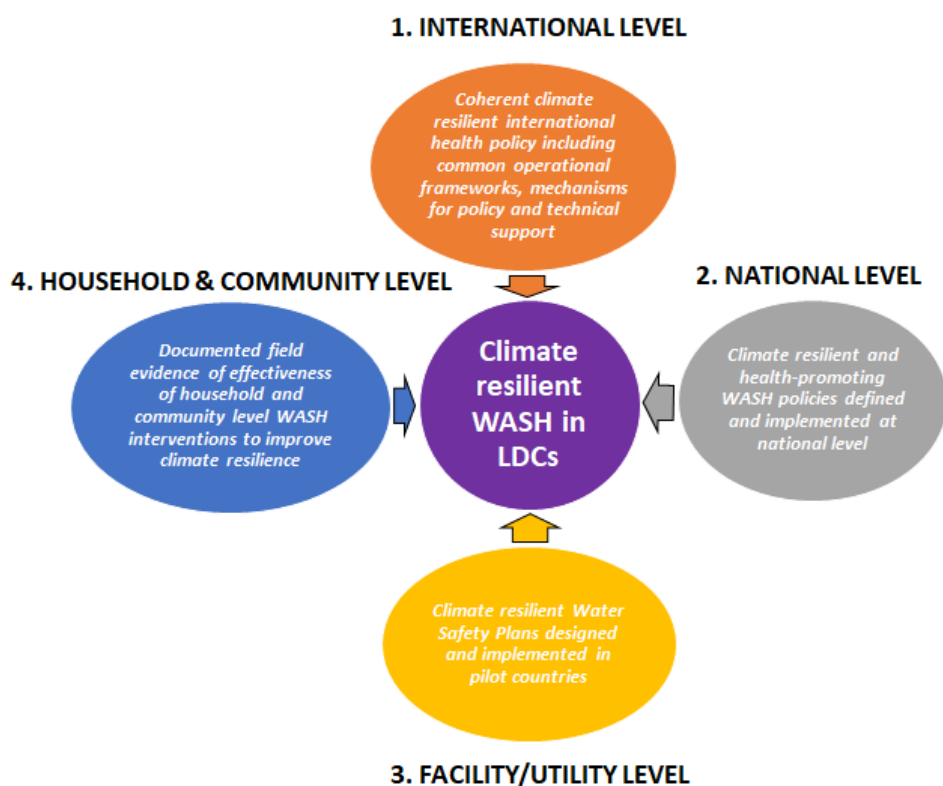 1. INTERNATIONAL LEVEL
Coherent climate
resilient international
health policy including
common operational
frameworks, mechanisms
for policy and technical
support
4. HOUSEHOLD & COMMUNITY LEVEL
2. NATIONAL LEVEL
Documented field
evidence of effectiveness
of household and
community level WASH
interventions to improve
climate resilience
Climate
resilient
WASH in
LDCs
Climate resilient and
health-promoting
WASH policies defined
and implemented at
national level
Climate resilient Water
Safety Plans designed
and implemented in
pilot countries
3. FACILITY/UTILITY LEVEL